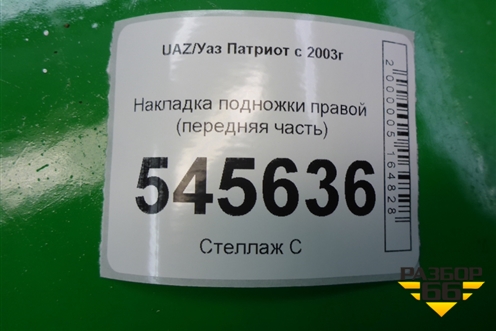 UAZ/Уаз Патриот с 2003г
Накладка подножки правой
(передняя часть)
545636
Стеллаж С
2000005164828
РАЗБОР
66